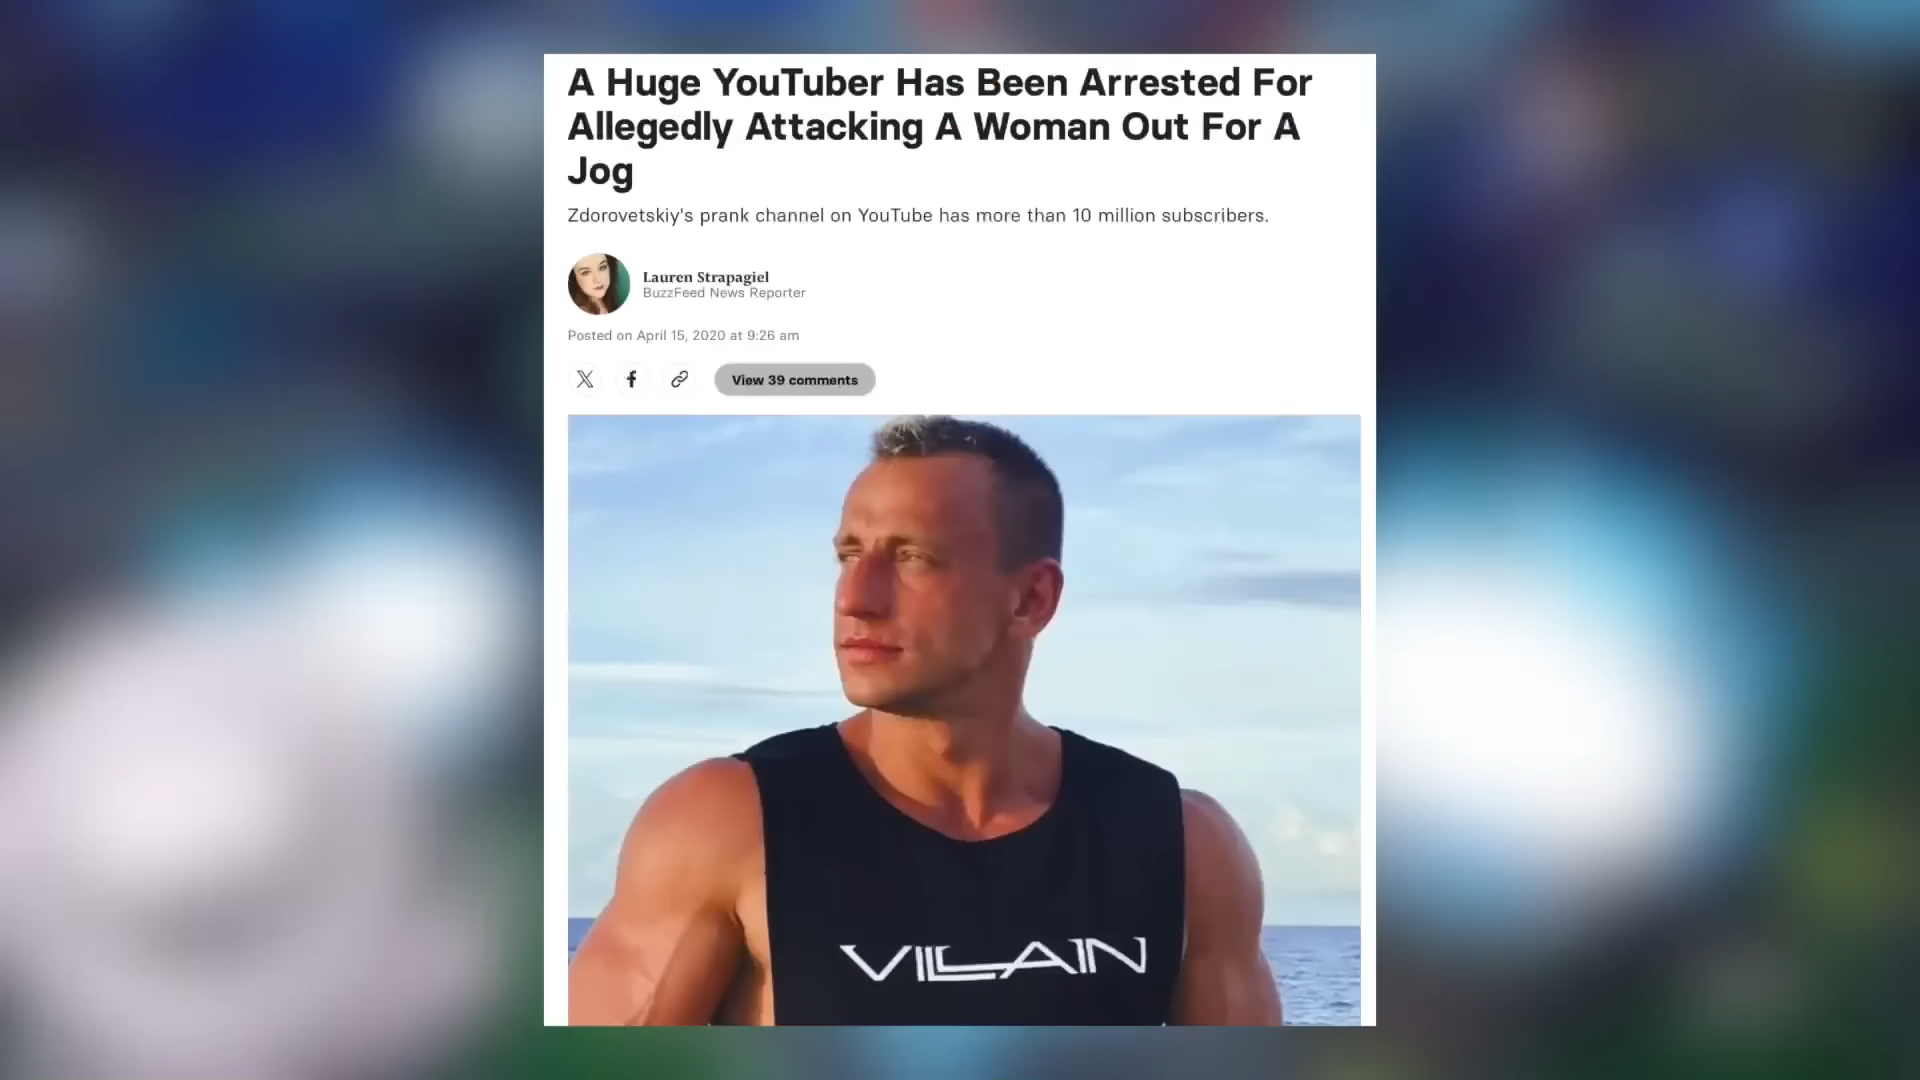 A Huge YouTuber Has Been Arrested For
Allegedly Attacking A Woman Out For A
Jog
Zdorovetskiy's prank channel on YouTube has more than 10 million subscribers.
Lauren Strapagiel
BuzzFeed News Reporter
Posted on April 15, 2020 at 9:26 am
View 39 comments
VILLAIN